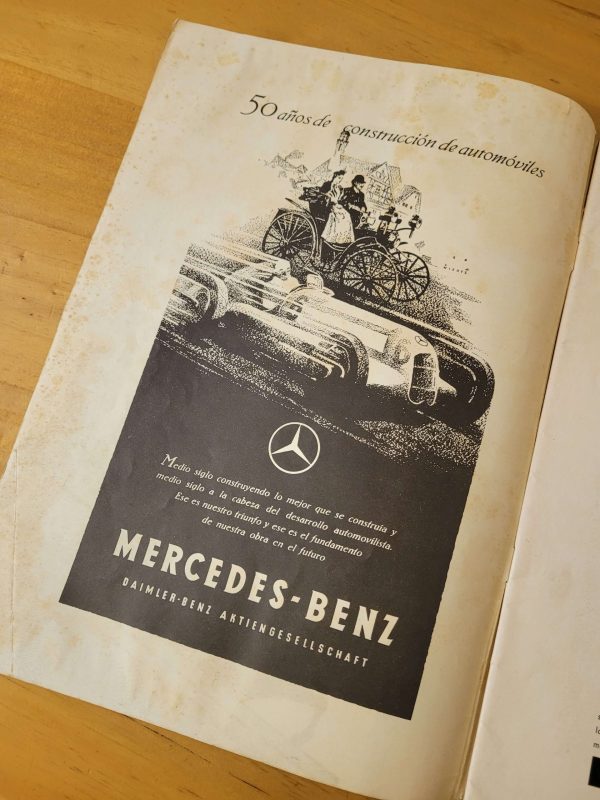 50 años de construcción de automóviles
Medio siglo construyendo lo mejor que se construía y
medio siglo a la cabeza del desarrollo automovilista.
Ese es nuestro triunfo y ese es el fundamento
de nuestra obra en el futuro
MERCEDES-BENZ
DAIMLER-BENZ AKTIENGESELLSCHAFT